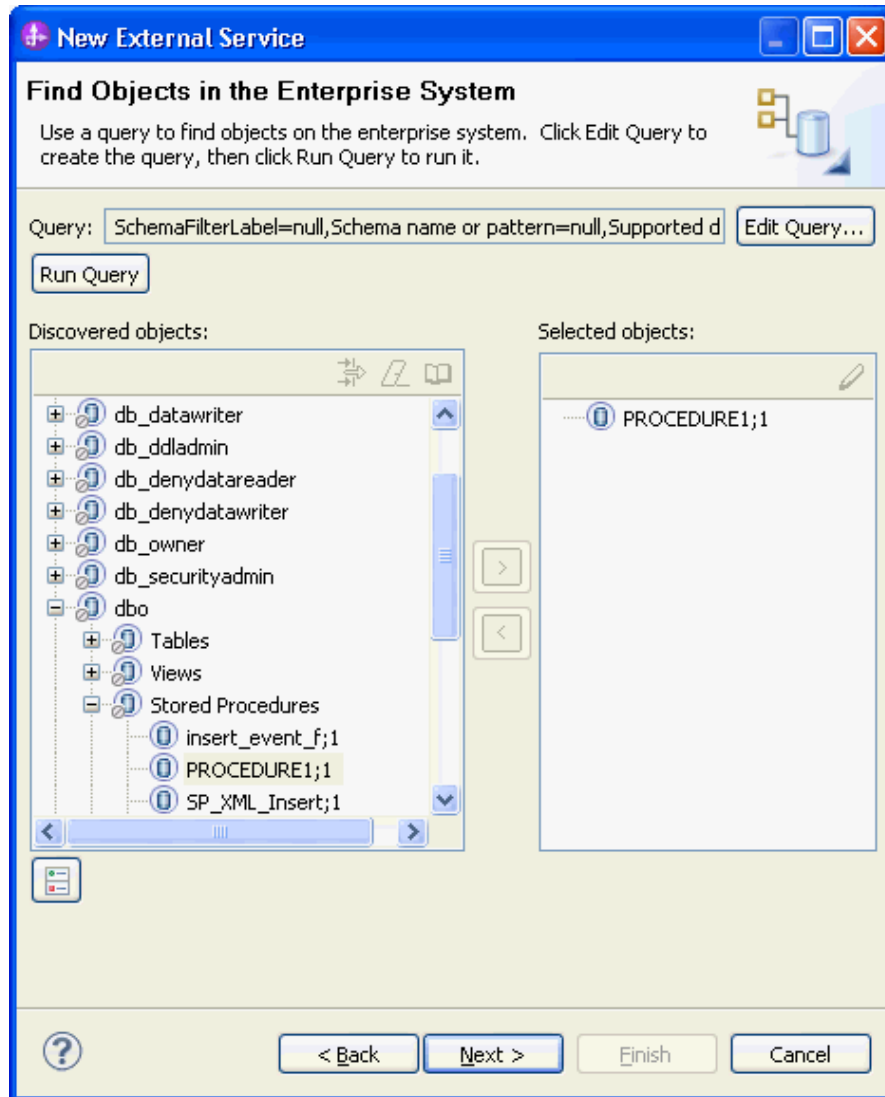 New External Service
Find Objects in the Enterprise System
Use a query to find objects on the enterprise system. Click Edit Query to
create the query, then click Run Query to run it.
Query: SchemaFilterLabel=null,Schema name or pattern=null,Supported d Edit Query...
Run Query
Discovered objects:
db_datawriter
db_ddladmin
db_denydatareader
db_denydatawriter
db_owner
db_securityadmin
dbo
Tables
Views
Stored Procedures
insert_event_f;1
PROCEDURE1;1
SP_XML_Insert;1
Selected objects:
PROCEDURE1;1
>
<
?
< Back Next > Finish Cancel